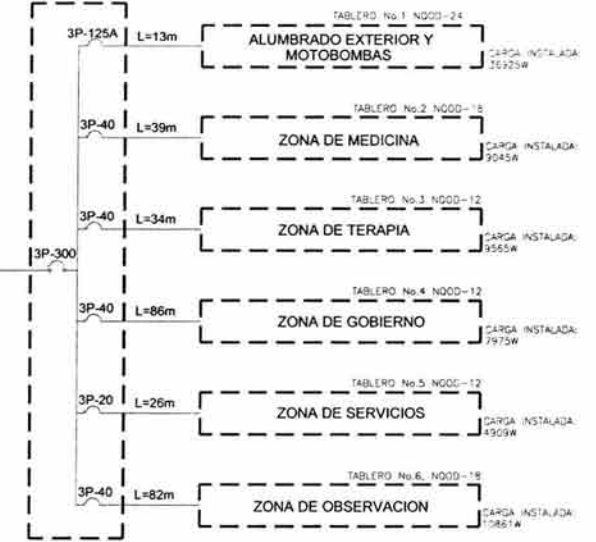 TABLERO No.1 NQOD-24
3P-125A L=13m
ALUMBRADO EXTERIOR Y
MOTOBOMBAS
CARGA INSTALADA:
36925W
TABLERO No.2 NQOD-18
3P-40 L=39m
ZONA DE MEDICINA
CARGA INSTALADA:
9045W
TABLERO No.3 NQOD-12
3P-40 L=34m
ZONA DE TERAPIA
CARGA INSTALADA:
9565W
3P-300
TABLERO No.4 NQOD-12
3P-40 L=86m
ZONA DE GOBIERNO
CARGA INSTALADA:
7975W
TABLERO No.5 NQOD-12
3P-20 L=26m
ZONA DE SERVICIOS
CARGA INSTALADA:
4909W
TABLERO No.6, NQOD-18
3P-40 L=82m
ZONA DE OBSERVACION
CARGA INSTALADA:
10861W